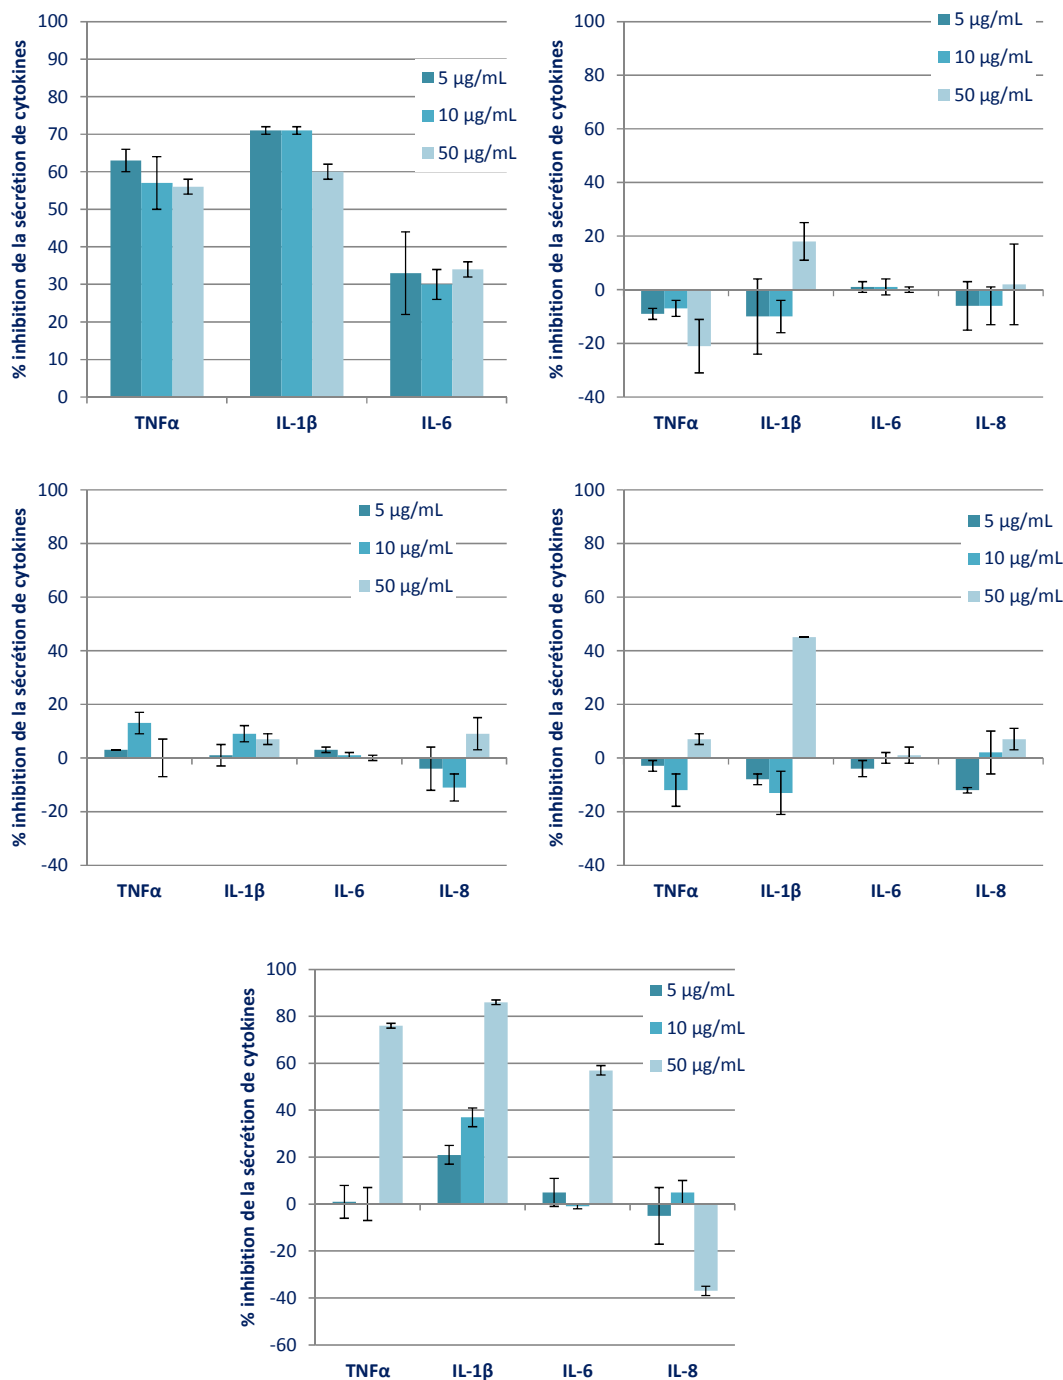 % inhibition de la sécrétion de cytokines
100
90
80
70
60
50
40
30
20
10
0
TNFα IL-1β IL-6
5 µg/mL
10 µg/mL
50 µg/mL
% inhibition de la sécrétion de cytokines
100
80
60
40
20
0
-20
-40
TNFα IL-1β IL-6 IL-8
5 µg/mL
10 µg/mL
50 µg/mL
% inhibition de la sécrétion de cytokines
100
80
60
40
20
0
-20
-40
TNFα IL-1β IL-6 IL-8
5 µg/mL
10 µg/mL
50 µg/mL
% inhibition de la sécrétion de cytokines
100
80
60
40
20
0
-20
-40
TNFα IL-1β IL-6 IL-8
5 µg/mL
10 µg/mL
50 µg/mL
% inhibition de la sécrétion de cytokines
100
80
60
40
20
0
-20
-40
-60
TNFα IL-1β IL-6 IL-8
5 µg/mL
10 µg/mL
50 µg/mL